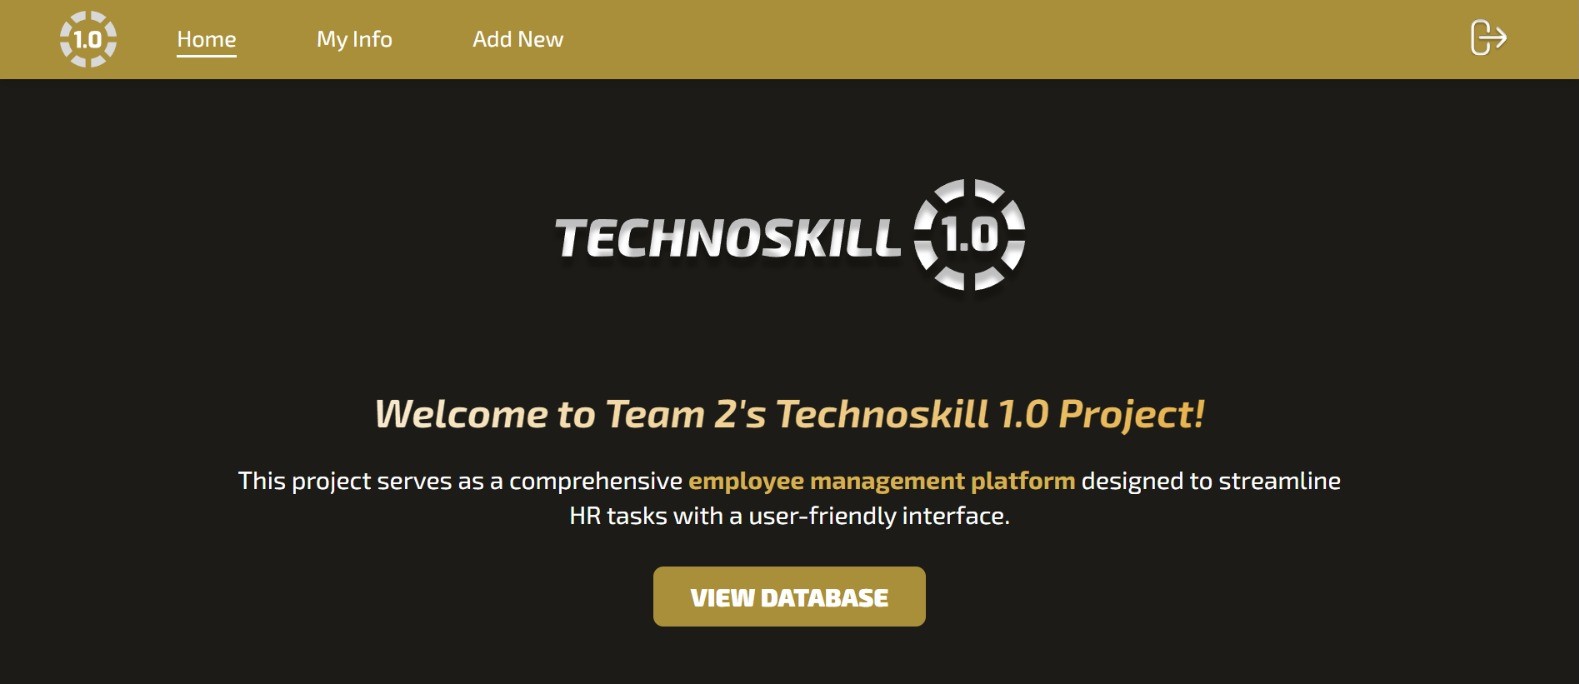 1.0 Home My Info Add New
TECHNOSKILL 1.0
Welcome to Team 2's Technoskill 1.0 Project!
This project serves as a comprehensive employee management platform designed to streamline
HR tasks with a user-friendly interface.
VIEW DATABASE